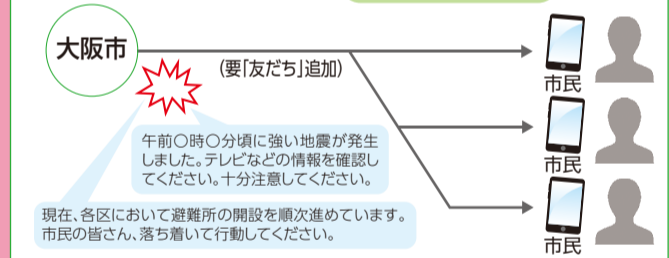 大阪市
(要「友だち」追加)
市民
午前〇時〇分頃に強い地震が発生
しました。テレビなどの情報を確認し
てください。十分注意してください。
市民
現在、各区において避難所の開設を順次進めています。
市民の皆さん、落ち着いて行動してください。
市民